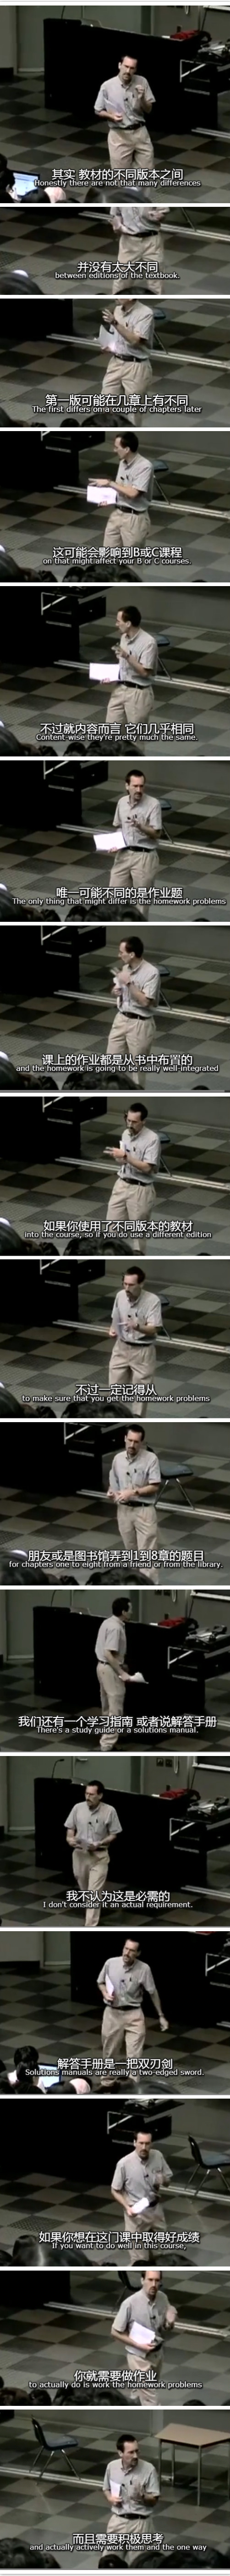 其实 教材的不同版本之间
Honestly there are not that many differences
并没有太大不同
between editions of the textbook.
第一版可能在几章上有不同
The first differs on a couple of chapters later
这可能会影响到B或C课程
on that might affect your B or C courses.
不过就内容而言 它们几乎相同
Content-wise they're pretty much the same.
唯一可能不同的是作业题
The only thing that might differ is the homework problems
课上的作业都是从书中布置的
and the homework is going to be really well-integrated
如果你使用了不同版本的教材
into the course, so if you do use a different edition
不过一定记得从
to make sure that you get the homework problems
朋友或是图书馆弄到1到8章的题目
for chapters one to eight from a friend or from the library.
我们还有一个学习指南 或者说解答手册
There's a study guide or a solutions manual.
我不认为这是必需的
I don't consider it an actual requirement.
解答手册是一把双刃剑
Solutions manuals are really a two-edged sword.
如果你想在这门课中取得好成绩
If you want to do well in this course,
你就需要做作业
to actually do is work the homework problems
而且需要积极思考
and actually actively work them and the one way